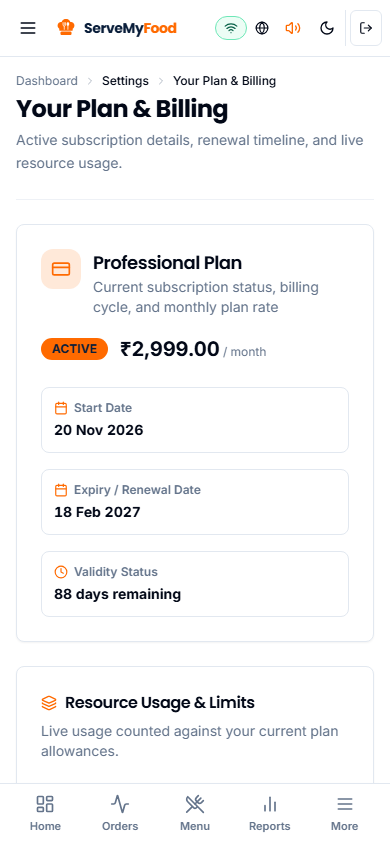 ServeMyFood
Dashboard > Settings > Your Plan & Billing
Your Plan & Billing
Active subscription details, renewal timeline, and live
resource usage.
Professional Plan
Current subscription status, billing
cycle, and monthly plan rate
ACTIVE ₹2,999.00 / month
Start Date
20 Nov 2026
Expiry / Renewal Date
18 Feb 2027
Validity Status
88 days remaining
Resource Usage & Limits
Live usage counted against your current plan
allowances.
Home Orders Menu Reports More